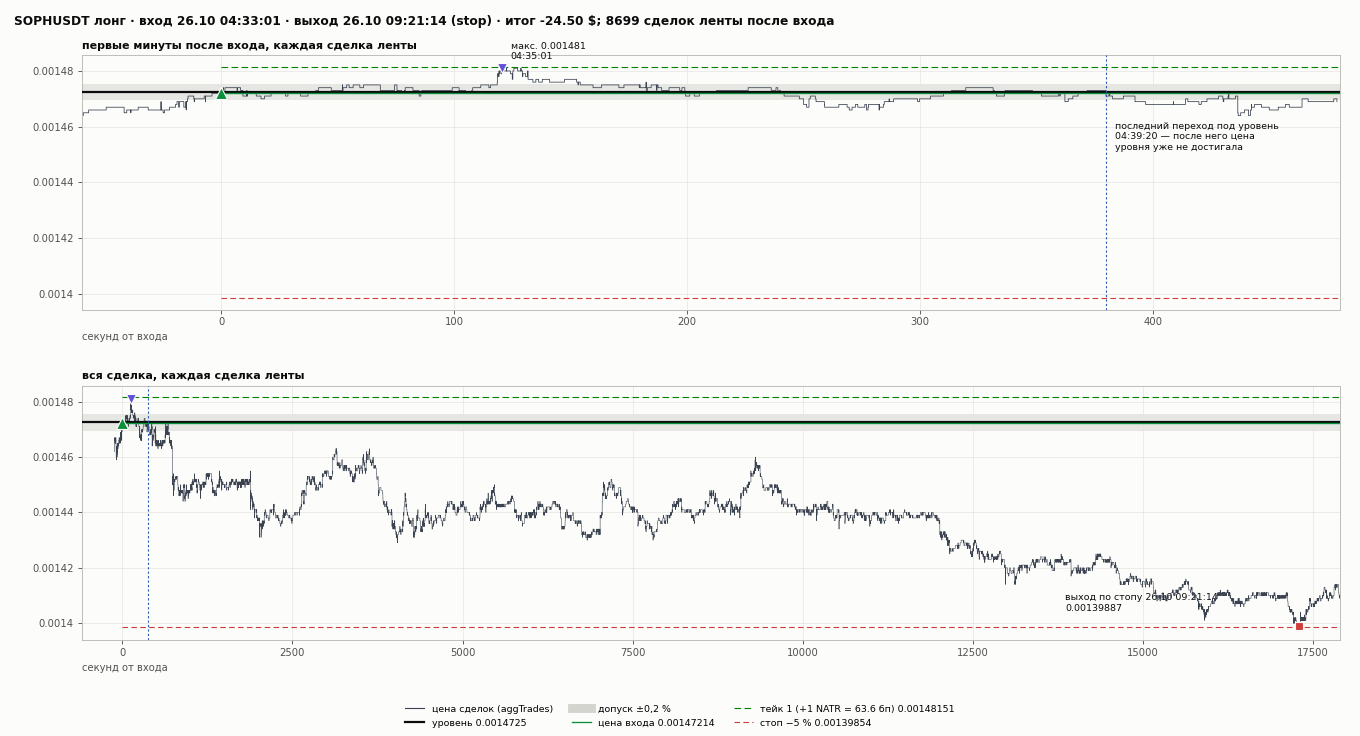 SOPHUSDT лонг · вход 26.10 04:33:01 · выход 26.10 09:21:14 (stop) · итог -24.50 $; 8699 сделок ленты после входа
первые минуты после входа, каждая сделка ленты
макс. 0.001481
04:35:01
0.00148
0.00146
0.00144
0.00142
0.0014
последний переход под уровень
04:39:20 — после него цена
уровня уже не достигала
0 100 200 300 400
секунд от входа
вся сделка, каждая сделка ленты
0.00148
0.00146
0.00144
0.00142
0.0014
выход по стопу 26.10 09:21:14
0.00139887
0 2500 5000 7500 10000 12500 15000 17500
секунд от входа
цена сделок (aggTrades) допуск ±0,2 % тейк 1 (+1 NATR = 63.6 бп) 0.00148151
уровень 0.0014725 цена входа 0.00147214 стоп −5 % 0.00139854